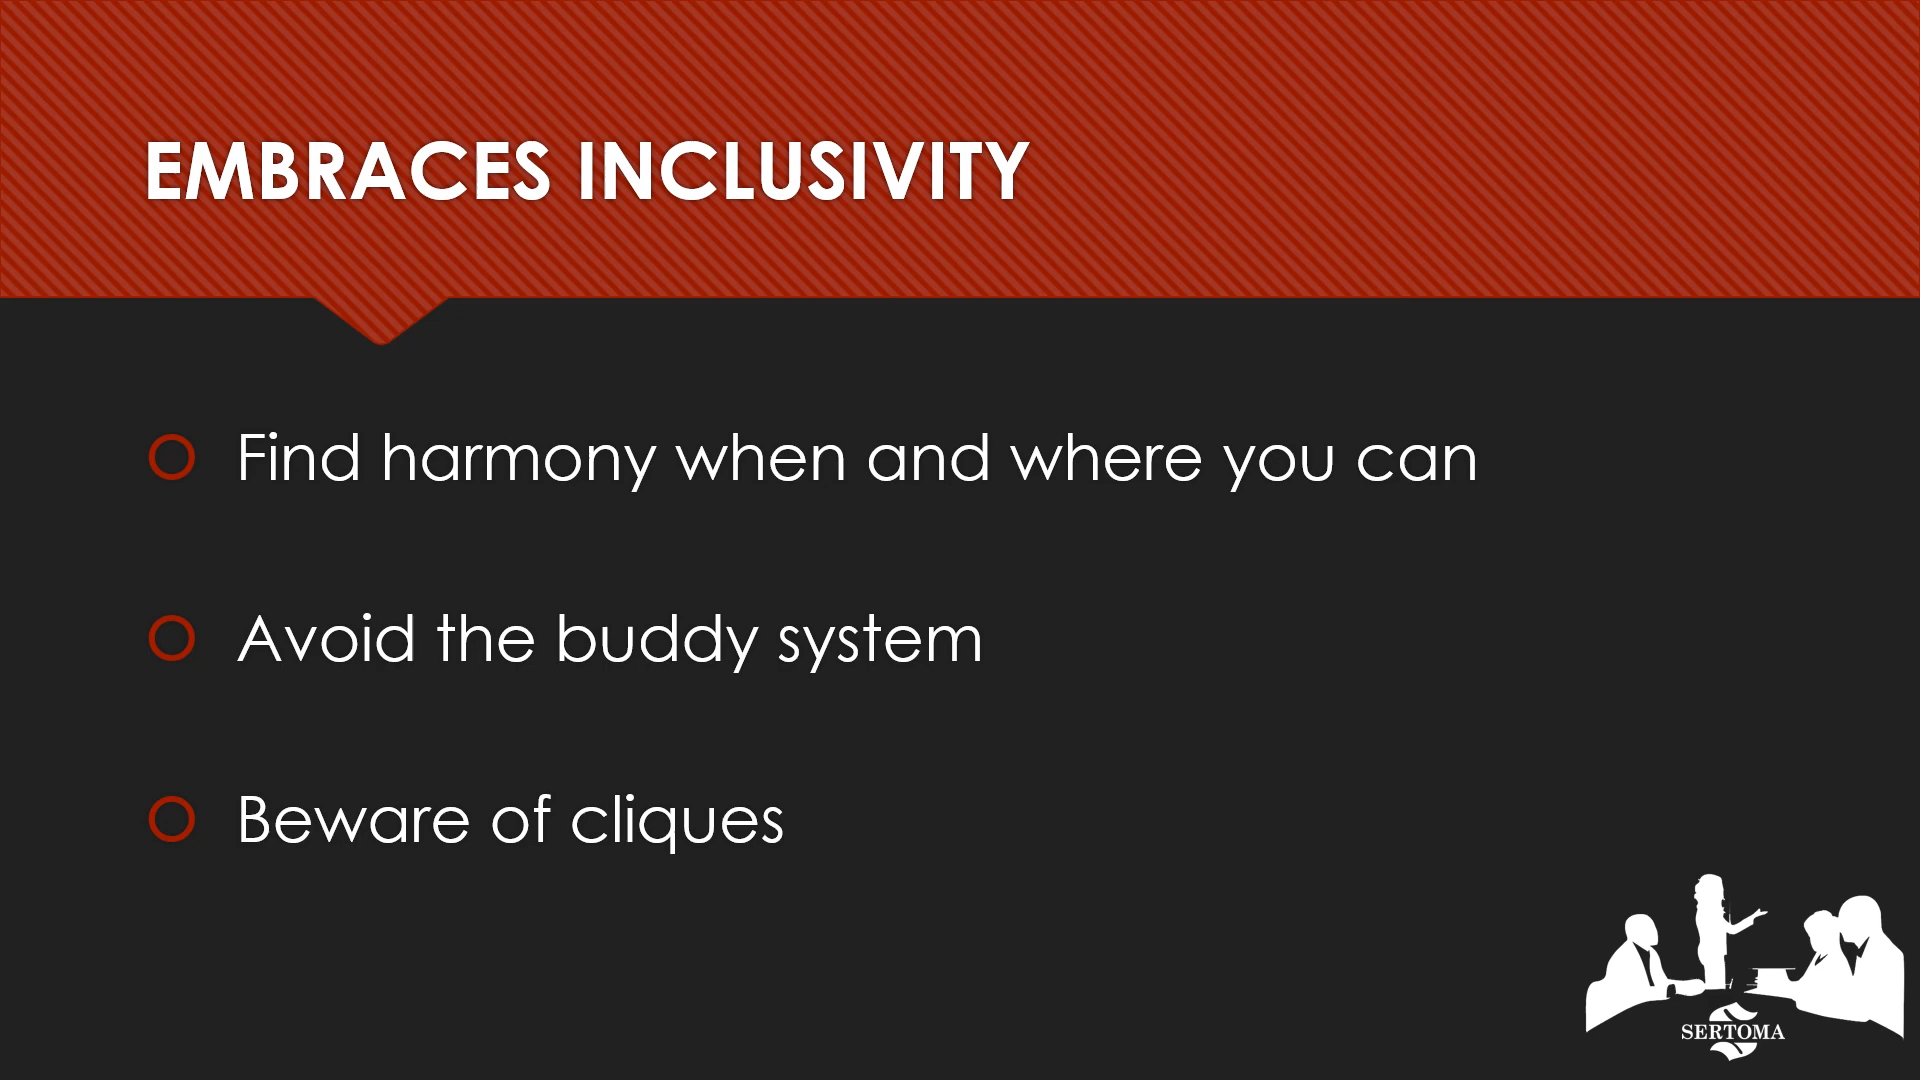 EMBRACES INCLUSIVITY
Find harmony when and where you can
Avoid the buddy system
Beware of cliques
SERTOMA